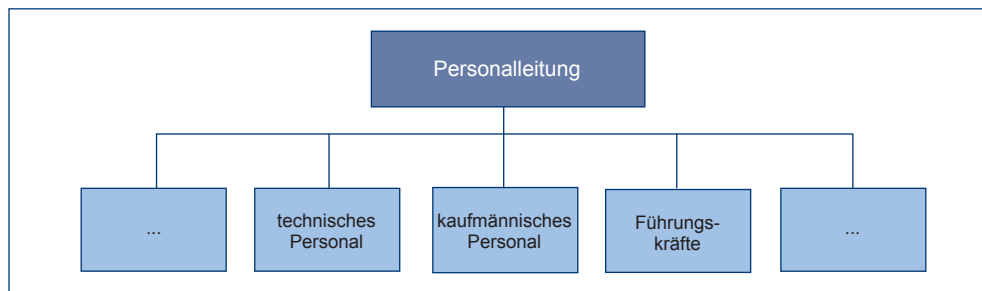 Personalleitung
...
technisches
Personal
kaufmännisches
Personal
Führungs-
kräfte
...